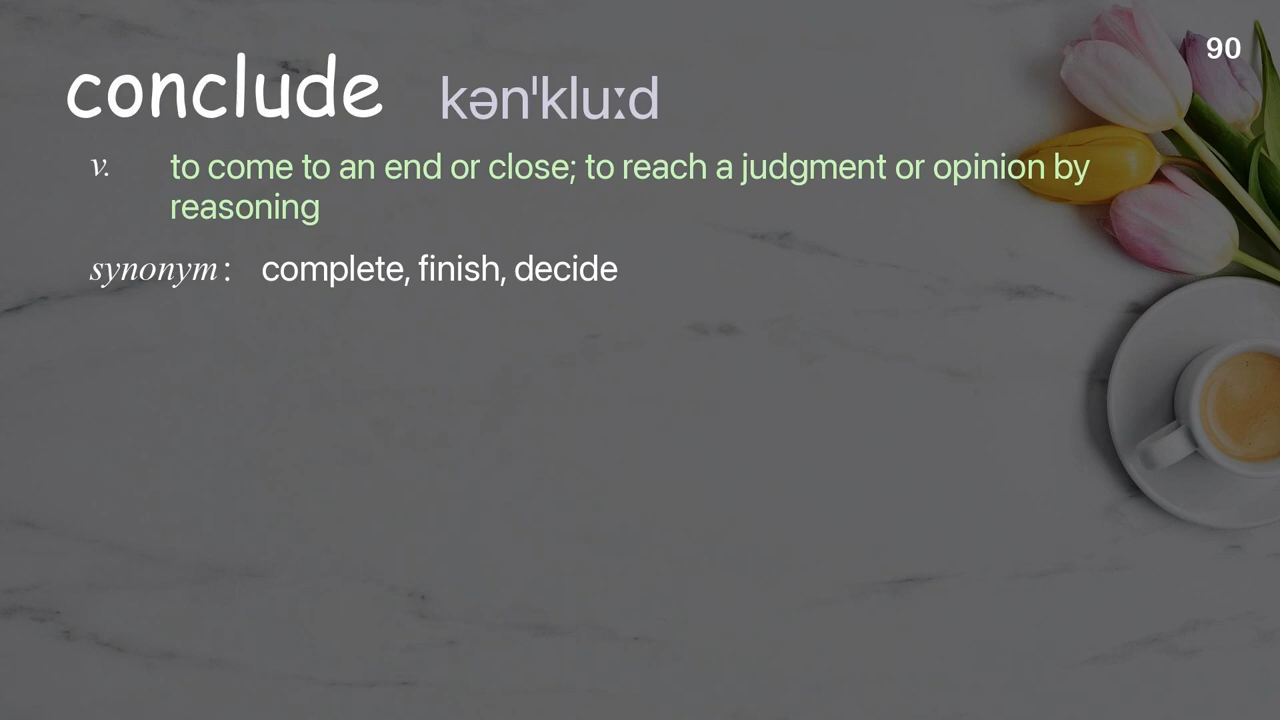 90
conclude kən'kluːd
v. to come to an end or close; to reach a judgment or opinion by
reasoning
synonym: complete, finish, decide